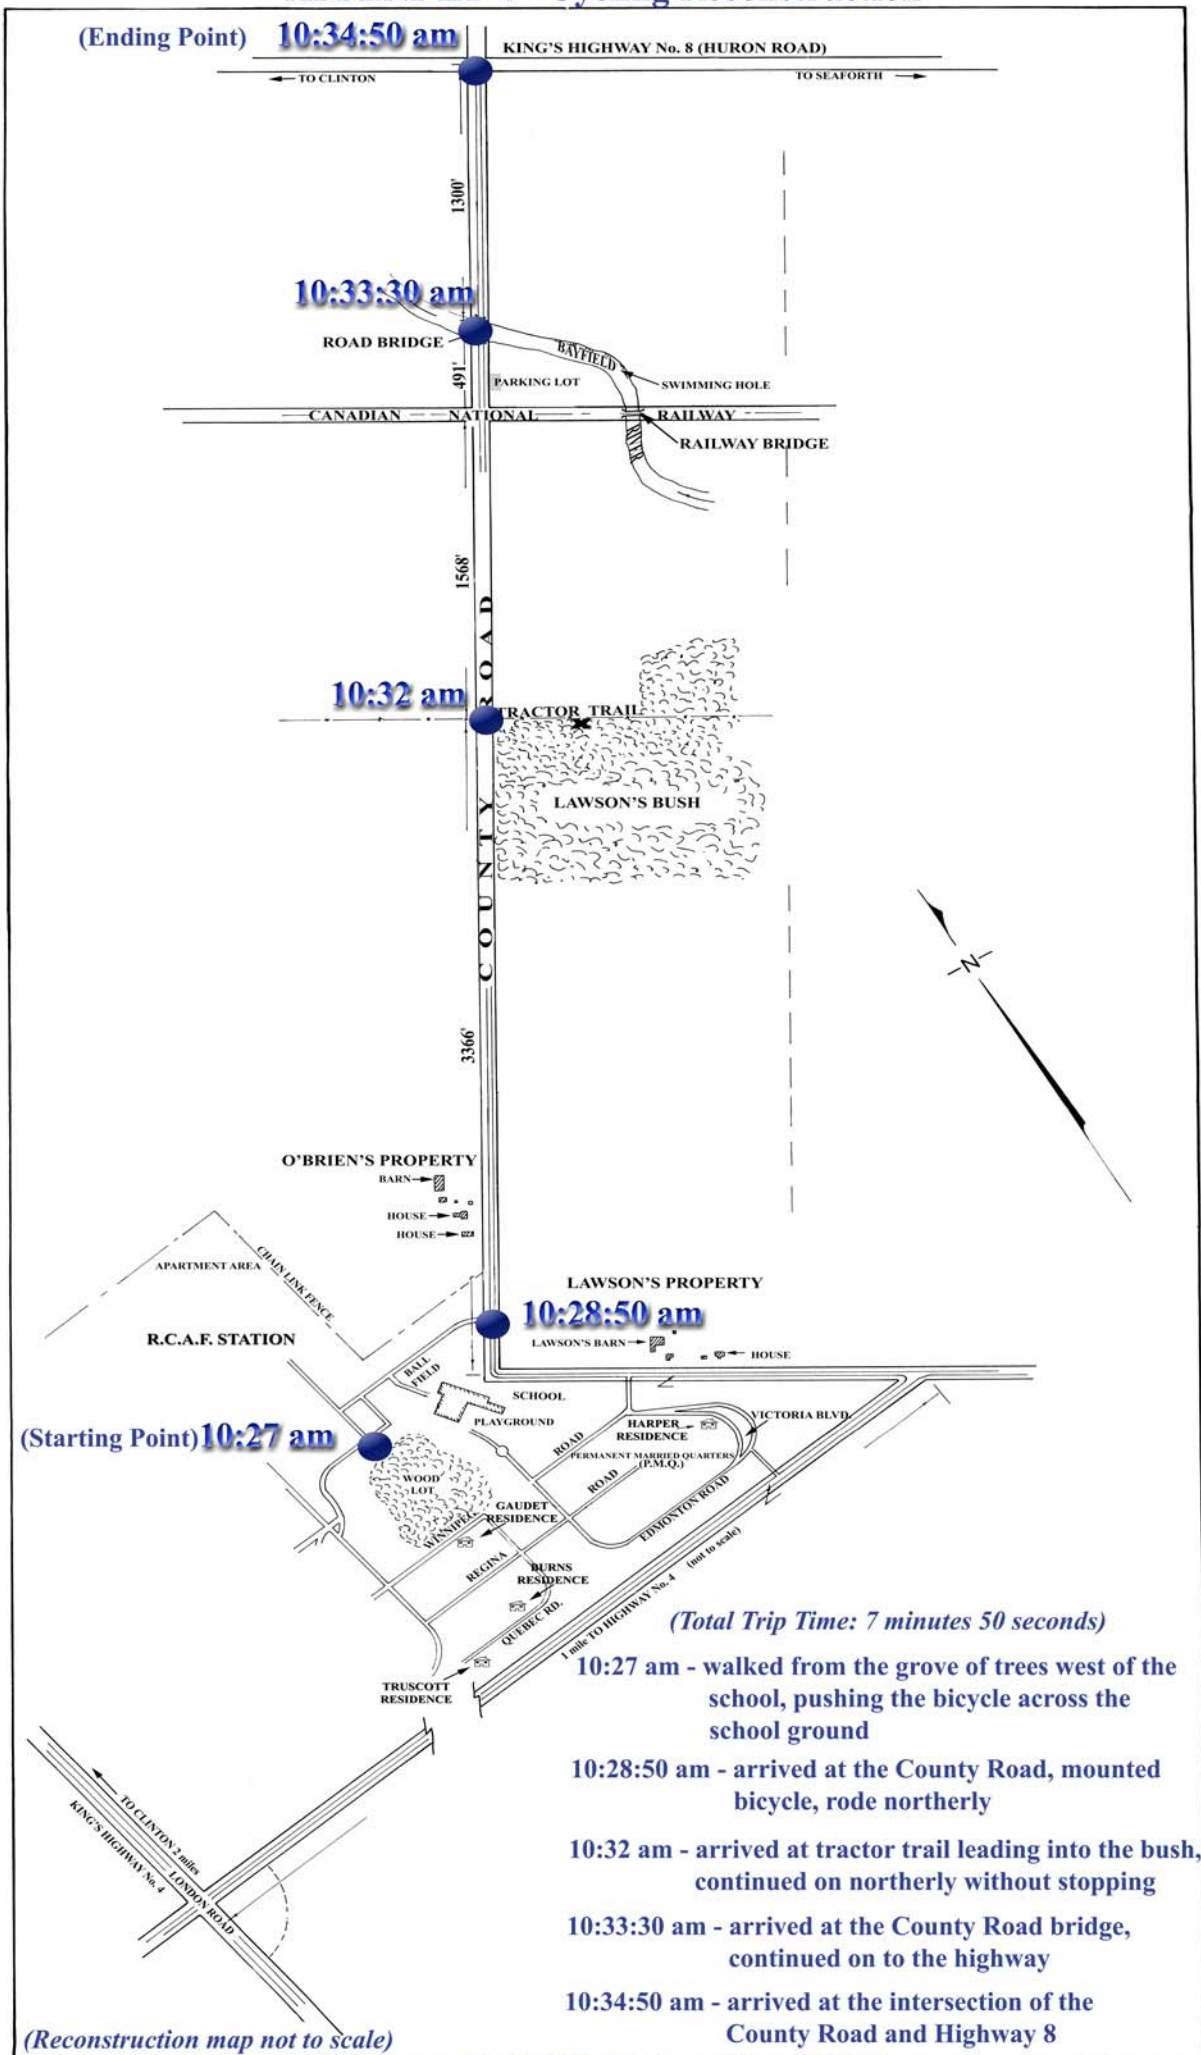 Cycling Reconstruction
(Ending Point) 10:34:50 am
KING'S HIGHWAY No. 8 (HURON ROAD)
TO CLINTON
TO SEAFORTH
1300'
10:33:30 am
ROAD BRIDGE
BAYFIELD
RIVER
491'
PARKING LOT
SWIMMING HOLE
CANADIAN NATIONAL RAILWAY
RAILWAY BRIDGE
1568'
COUNTY ROAD
10:32 am
TRACTOR TRAIL
LAWSON'S BUSH
N
3366'
O'BRIEN'S PROPERTY
BARN
HOUSE
HOUSE
APARTMENT AREA
CHAIN LINK FENCE
LAWSON'S PROPERTY
10:28:50 am
LAWSON'S BARN
HOUSE
R.C.A.F. STATION
BALL
FIELD
SCHOOL
PLAYGROUND
(Starting Point) 10:27 am
HARPER
RESIDENCE
VICTORIA BLVD.
ROAD
PERMANENT MARRIED QUARTERS
(P.M.Q.)
ROAD
WOOD
LOT
EDMONTON ROAD
GAUDET
RESIDENCE
WINNIPEG
REGINA
BURNS
RESIDENCE
QUEBEC RD.
1 mile TO HIGHWAY No. 4 (not to scale)
TRUSCOTT
RESIDENCE
TO CLINTON 2 miles
KING'S HIGHWAY No. 4
LONDON ROAD
(Total Trip Time: 7 minutes 50 seconds)
10:27 am - walked from the grove of trees west of the
school, pushing the bicycle across the
school ground
10:28:50 am - arrived at the County Road, mounted
bicycle, rode northerly
10:32 am - arrived at tractor trail leading into the bush,
continued on northerly without stopping
10:33:30 am - arrived at the County Road bridge,
continued on to the highway
10:34:50 am - arrived at the intersection of the
County Road and Highway 8
(Reconstruction map not to scale)